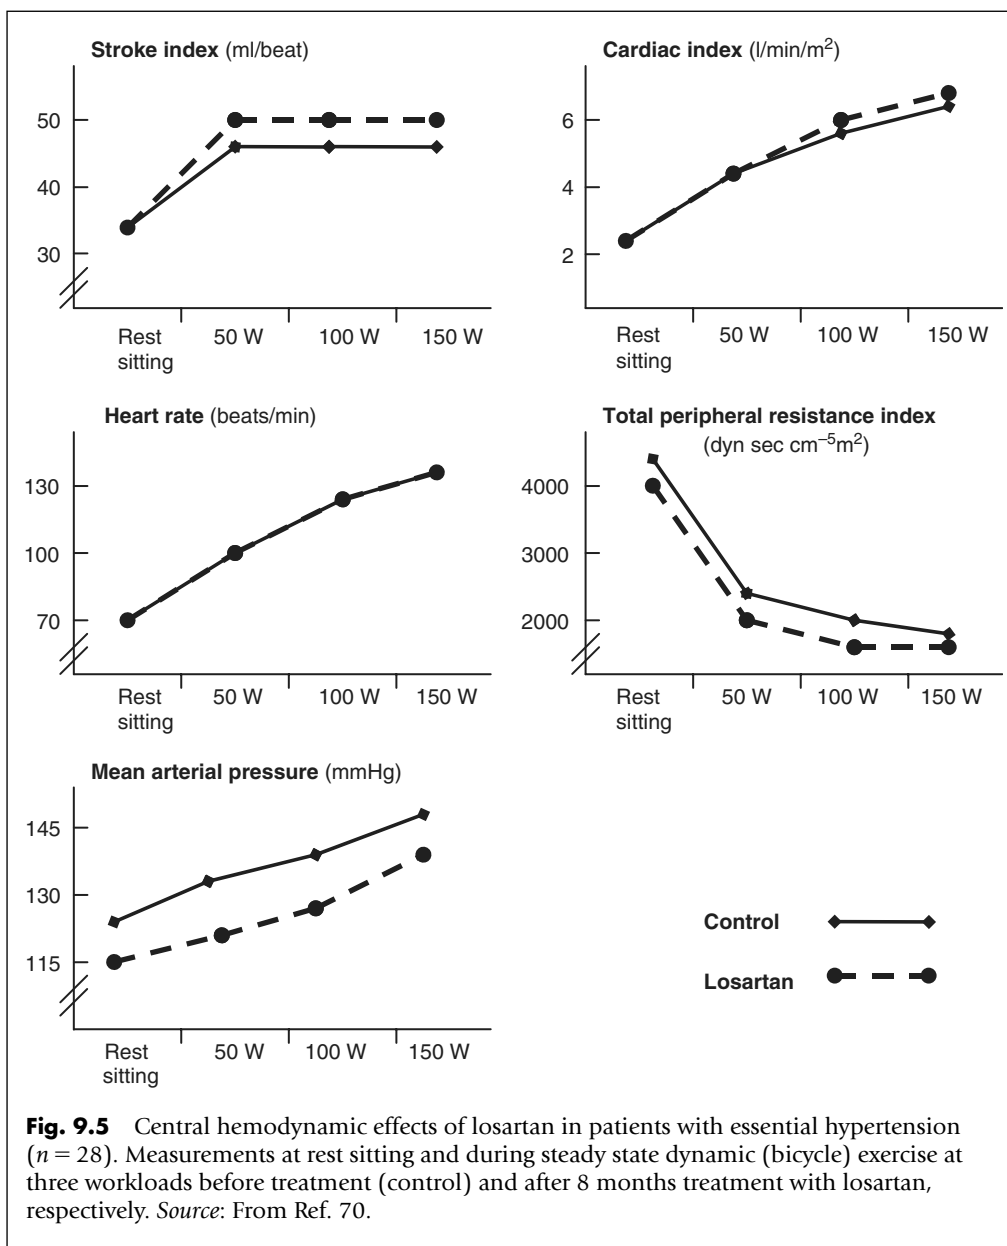 Stroke index (ml/beat)
50
40
30
Rest
sitting
50 W
100 W
150 W
Cardiac index (l/min/m²)
6
4
2
Rest
sitting
50 W
100 W
150 W
Heart rate (beats/min)
130
100
70
Rest
sitting
50 W
100 W
150 W
Total peripheral resistance index
(dyn sec cm⁻⁵m²)
4000
3000
2000
Rest
sitting
50 W
100 W
150 W
Mean arterial pressure (mmHg)
145
130
115
Rest
sitting
50 W
100 W
150 W
Control
Losartan
Fig. 9.5 Central hemodynamic effects of losartan in patients with essential hypertension
(n = 28). Measurements at rest sitting and during steady state dynamic (bicycle) exercise at
three workloads before treatment (control) and after 8 months treatment with losartan,
respectively. Source: From Ref. 70.